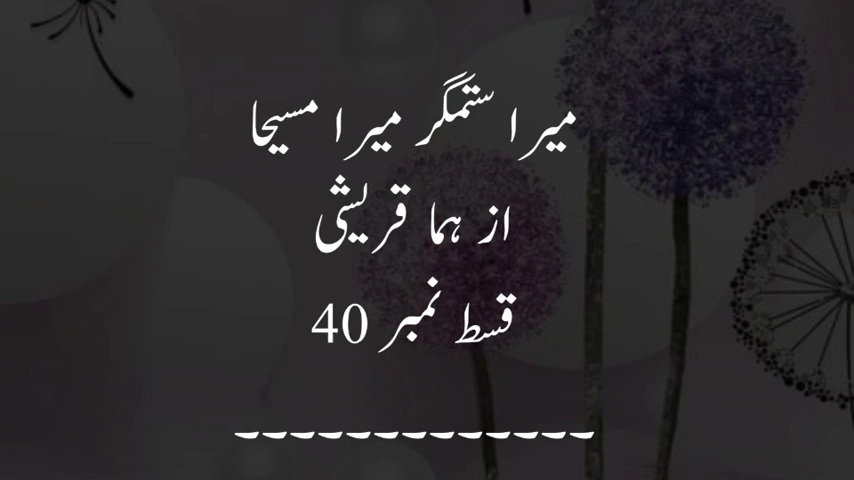 میرا ستمگر میرا مسیحا
از ہما قریشی
قسط نمبر 40
۔۔۔۔۔۔۔۔۔۔۔۔۔